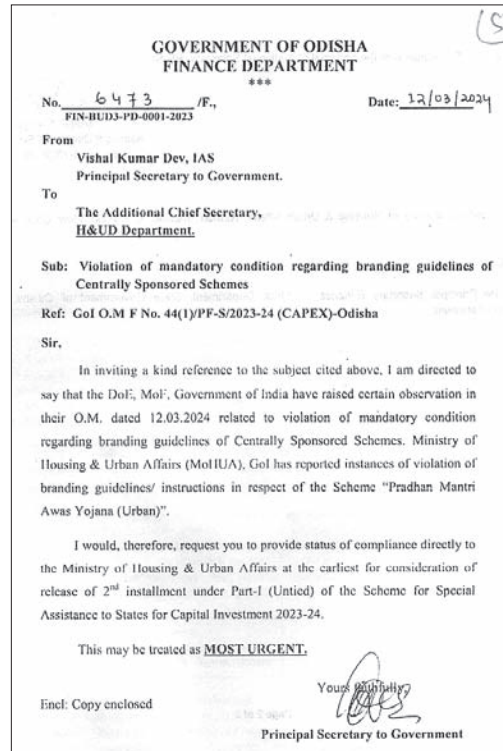 (5
GOVERNMENT OF ODISHA
FINANCE DEPARTMENT
***
No. 6473 /F., Date: 12/03/2024
FIN-BUD3-PD-0001-2023
From
Vishal Kumar Dev, IAS
Principal Secretary to Government.
To
The Additional Chief Secretary,
H&UD Department.
Sub: Violation of mandatory condition regarding branding guidelines of
Centrally Sponsored Schemes
Ref: GoI O.M F No. 44(1)/PF-S/2023-24 (CAPEX)-Odisha
Sir,
In inviting a kind reference to the subject cited above, I am directed to
say that the DoE, MoF, Government of India have raised certain observation in
their O.M. dated 12.03.2024 related to violation of mandatory condition
regarding branding guidelines of Centrally Sponsored Schemes. Ministry of
Housing & Urban Affairs (MoHUA), GoI has reported instances of violation of
branding guidelines/ instructions in respect of the Scheme “Pradhan Mantri
Awas Yojana (Urban)”.
I would, therefore, request you to provide status of compliance directly to
the Ministry of Housing & Urban Affairs at the earliest for consideration of
release of 2nd installment under Part-I (Untied) of the Scheme for Special
Assistance to States for Capital Investment 2023-24.
This may be treated as MOST URGENT.
Yours faithfully,
Encl: Copy enclosed
Principal Secretary to Government